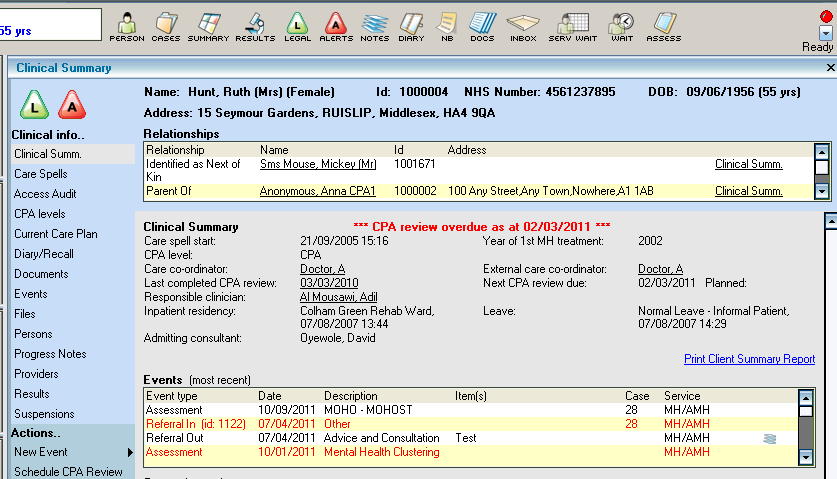 55 yrs
PERSON CASES SUMMARY RESULTS LEGAL ALERTS NOTES DIARY NB DOCS INBOX SERV WAIT WAIT ASSESS
Ready
Clinical Summary
L A
Name: Hunt, Ruth (Mrs) (Female) Id: 1000004 NHS Number: 4561237895 DOB: 09/06/1956 (55 yrs)
Address: 15 Seymour Gardens, RUISLIP, Middlesex, HA4 9QA
Clinical info..
Clinical Summ.
Care Spells
Access Audit
CPA levels
Current Care Plan
Diary/Recall
Documents
Events
Files
Persons
Progress Notes
Providers
Results
Suspensions
Actions..
New Event
Schedule CPA Review
Relationships
Relationship Name Id Address
Identified as Next of Kin Sms Mouse, Mickey (Mr) 1001671 Clinical Summ.
Parent Of Anonymous, Anna CPA1 1000002 100 Any Street,Any Town,Nowhere,A1 1AB Clinical Summ.
Clinical Summary *** CPA review overdue as at 02/03/2011 ***
Care spell start: 21/09/2005 15:16 Year of 1st MH treatment: 2002
CPA level: CPA
Care co-ordinator: Doctor, A External care co-ordinator: Doctor, A
Last completed CPA review: 03/03/2010 Next CPA review due: 02/03/2011 Planned:
Responsible clinician: Al Mousawi, Adil
Inpatient residency: Colham Green Rehab Ward, 07/08/2007 13:44 Leave: Normal Leave - Informal Patient, 07/08/2007 14:29
Admitting consultant: Oyewole, David
Print Client Summary Report
Events (most recent)
Event type Date Description Item(s) Case Service
Assessment 10/09/2011 MOHO - MOHOST 28 MH/AMH
Referral In (id: 1122) 07/04/2011 Other 28 MH/AMH
Referral Out 07/04/2011 Advice and Consultation Test MH/AMH
Assessment 10/01/2011 Mental Health Clustering MH/AMH